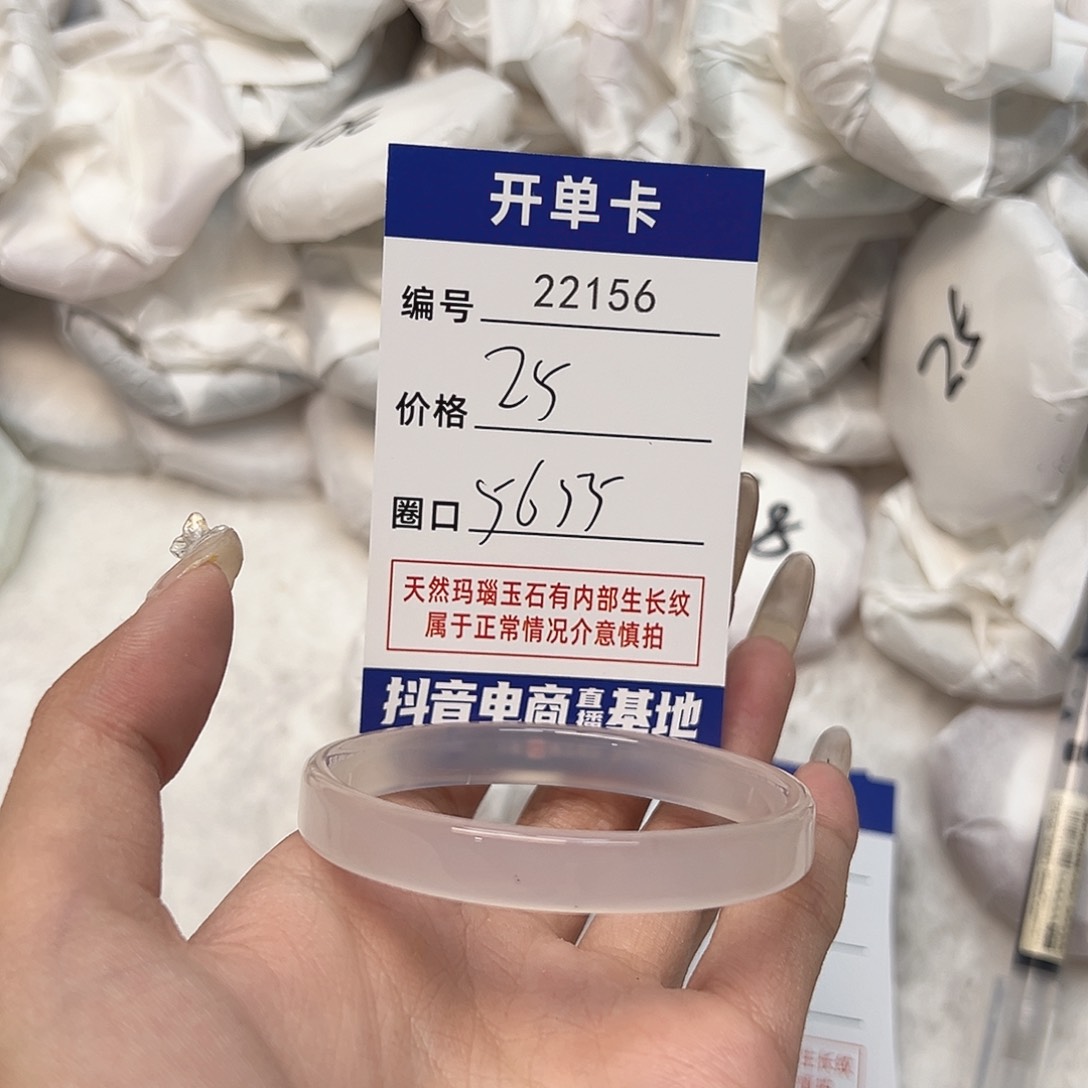 开单卡
编号 22156
价格 25
圈口
天然玛瑙玉石有内部生长纹
属于正常情况介意慎拍
抖音电商直播基地
25
8